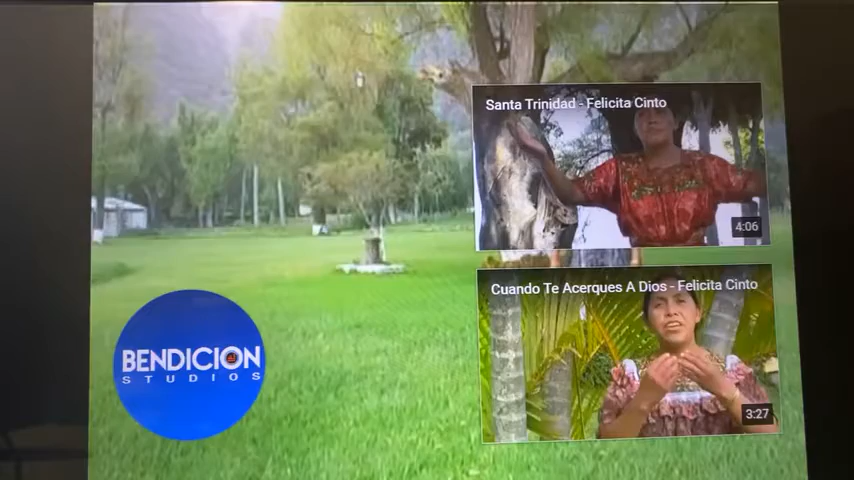 Santa Trinidad - Felicita Cinto
4:06
Cuando Te Acerques A Dios - Felicita Cinto
3:27
BENDICION
STUDIOS